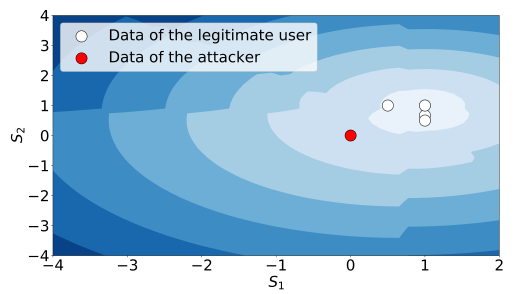 Data of the legitimate user
Data of the attacker
4
3
2
1
0
−1
−2
−3
−4
S2
−4 −3 −2 −1 0 1 2
S1